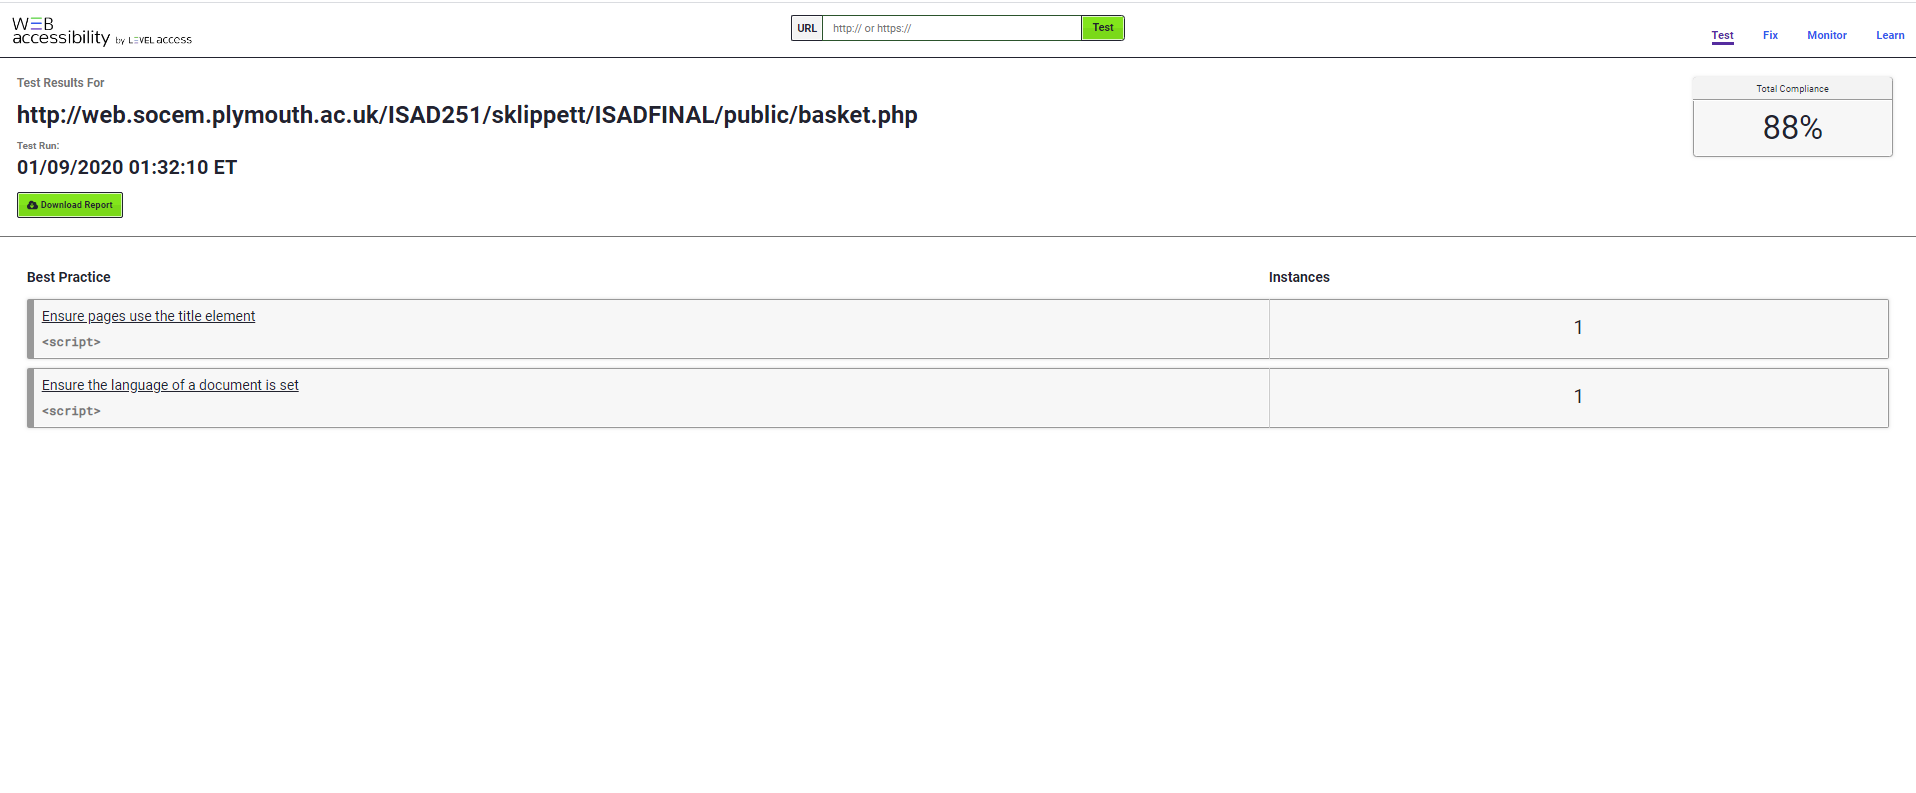 WEB
accessibility by LEVEL access
URL http:// or https:// Test
Test Fix Monitor Learn
Test Results For
http://web.socem.plymouth.ac.uk/ISAD251/sklippett/ISADFINAL/public/basket.php
Test Run:
01/09/2020 01:32:10 ET
Download Report
Total Compliance
88%
Best Practice Instances
Ensure pages use the title element
<script>
1
Ensure the language of a document is set
<script>
1